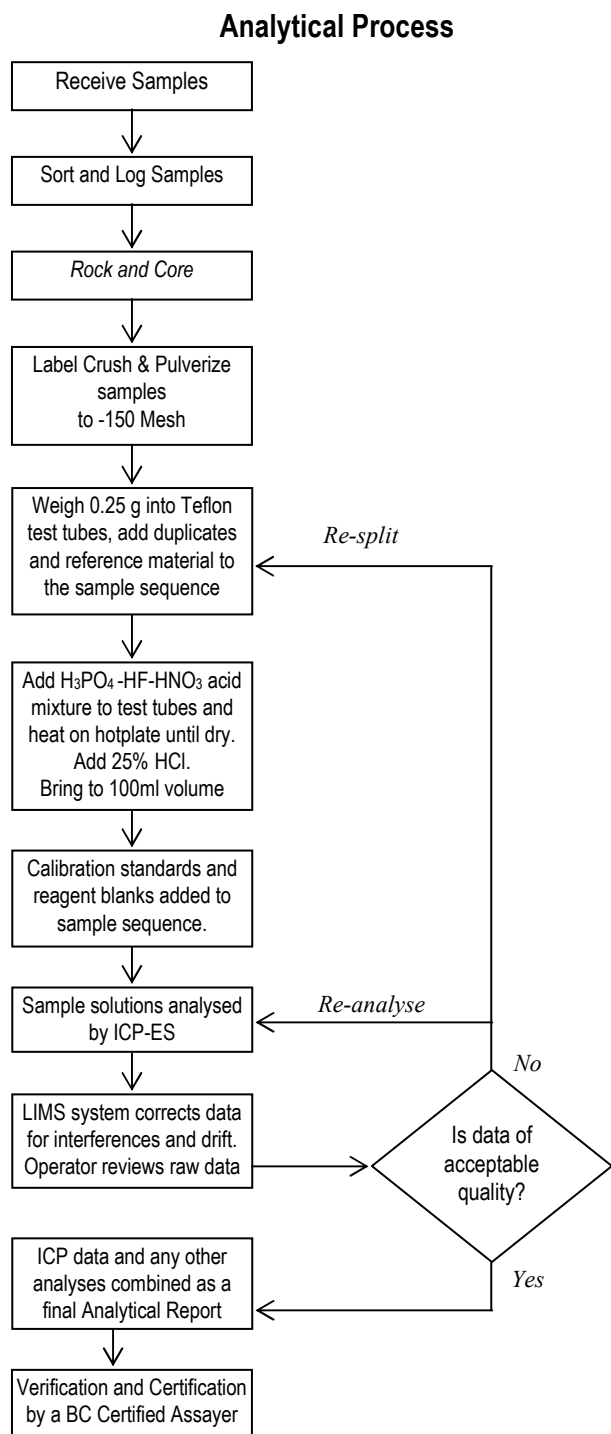 Analytical Process
Receive Samples
Sort and Log Samples
Rock and Core
Label Crush & Pulverize
samples
to -150 Mesh
Weigh 0.25 g into Teflon
test tubes, add duplicates
and reference material to
the sample sequence
Re-split
Add H₃PO₄ -HF-HNO₃ acid
mixture to test tubes and
heat on hotplate until dry.
Add 25% HCl.
Bring to 100ml volume
Calibration standards and
reagent blanks added to
sample sequence.
Sample solutions analysed
by ICP-ES
Re-analyse
No
LIMS system corrects data
for interferences and drift.
Operator reviews raw data
Is data of
acceptable
quality?
Yes
ICP data and any other
analyses combined as a
final Analytical Report
Verification and Certification
by a BC Certified Assayer